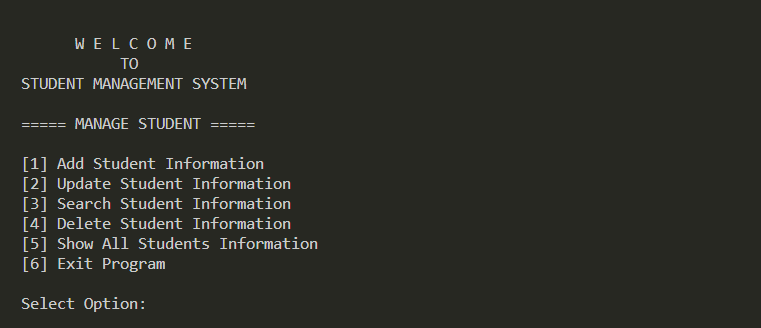 W E L C O M E
TO
STUDENT MANAGEMENT SYSTEM
===== MANAGE STUDENT =====
[1] Add Student Information
[2] Update Student Information
[3] Search Student Information
[4] Delete Student Information
[5] Show All Students Information
[6] Exit Program
Select Option: